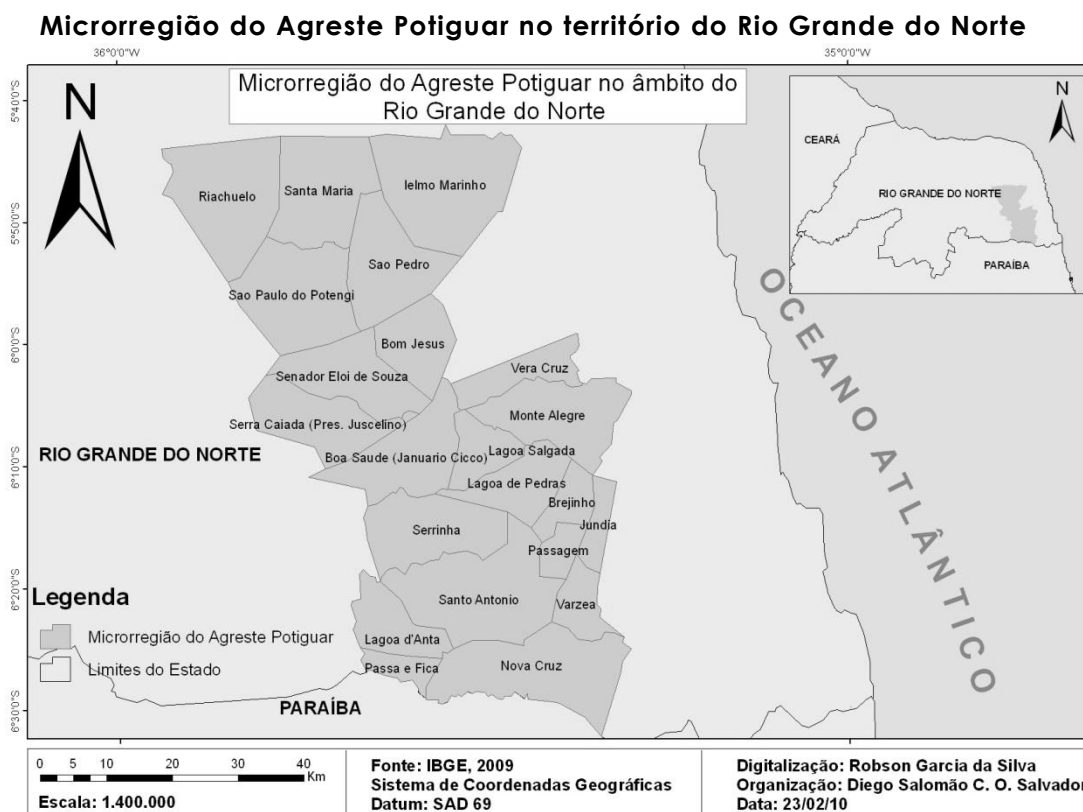 Microrregião do Agreste Potiguar no território do Rio Grande do Norte
36°0'0"W
35°0'0"W
Microrregião do Agreste Potiguar no âmbito do
Rio Grande do Norte
N
N
5°40'0"S
5°50'0"S
6°0'0"S
6°10'0"S
6°20'0"S
6°30'0"S
CEARÁ
RIO GRANDE DO NORTE
PARAÍBA
Riachuelo
Santa Maria
Ielmo Marinho
Sao Pedro
Sao Paulo do Potengi
Bom Jesus
Senador Eloi de Souza
Vera Cruz
Serra Caiada (Pres. Juscelino)
Monte Alegre
Boa Saude (Januario Cicco)
Lagoa Salgada
Lagoa de Pedras
Brejinho
Jundia
Serrinha
Passagem
Santo Antonio
Varzea
Lagoa d'Anta
Passa e Fica
Nova Cruz
RIO GRANDE DO NORTE
PARAÍBA
OCEANO ATLÂNTICO
Legenda
Microrregião do Agreste Potiguar
Limites do Estado
0 5 10 20 30 40
Km
Escala: 1.400.000
Fonte: IBGE, 2009
Sistema de Coordenadas Geográficas
Datum: SAD 69
Digitalização: Robson Garcia da Silva
Organização: Diego Salomão C. O. Salvador
Data: 23/02/10